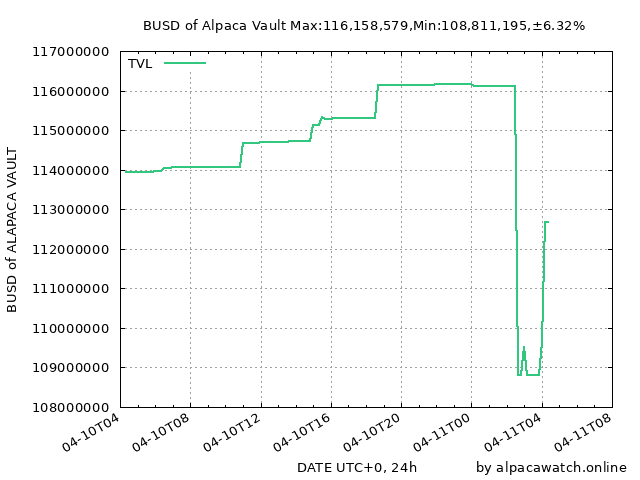 BUSD of Alpaca Vault Max:116,158,579,Min:108,811,195,±6.32%
117000000
TVL
116000000
115000000
114000000
113000000
112000000
111000000
110000000
109000000
108000000
BUSD of ALAPACA VAULT
04-10T04
04-10T08
04-10T12
04-10T16
04-10T20
04-11T00
04-11T04
04-11T08
DATE UTC+0, 24h
by alpacawatch.online